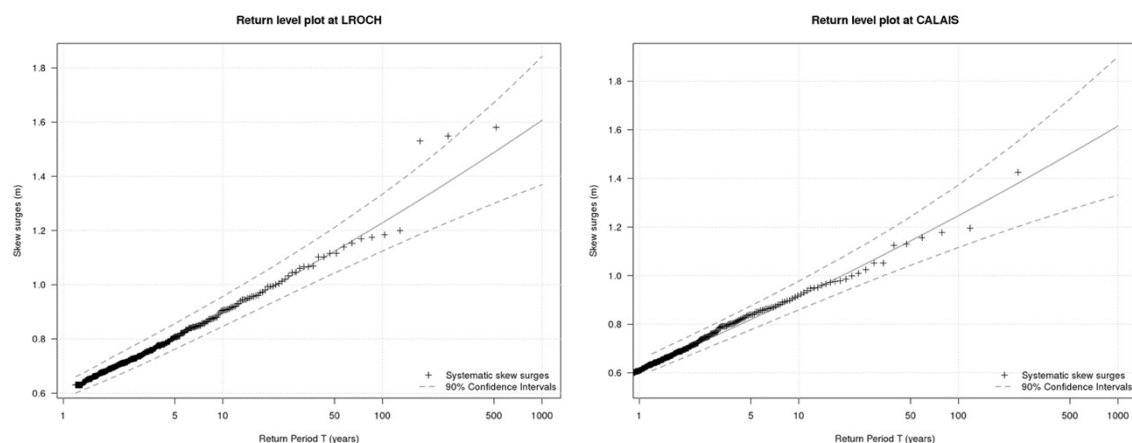 Return level plot at LROCH
Skew surges (m)
1.8
1.6
1.4
1.2
1.0
0.8
0.6
Systematic skew surges
90% Confidence Intervals
1 5 10 50 100 500 1000
Return Period T (years)
Return level plot at CALAIS
Skew surges (m)
1.8
1.6
1.4
1.2
1.0
0.8
0.6
Systematic skew surges
90% Confidence Intervals
1 5 10 50 100 500 1000
Return Period T (years)